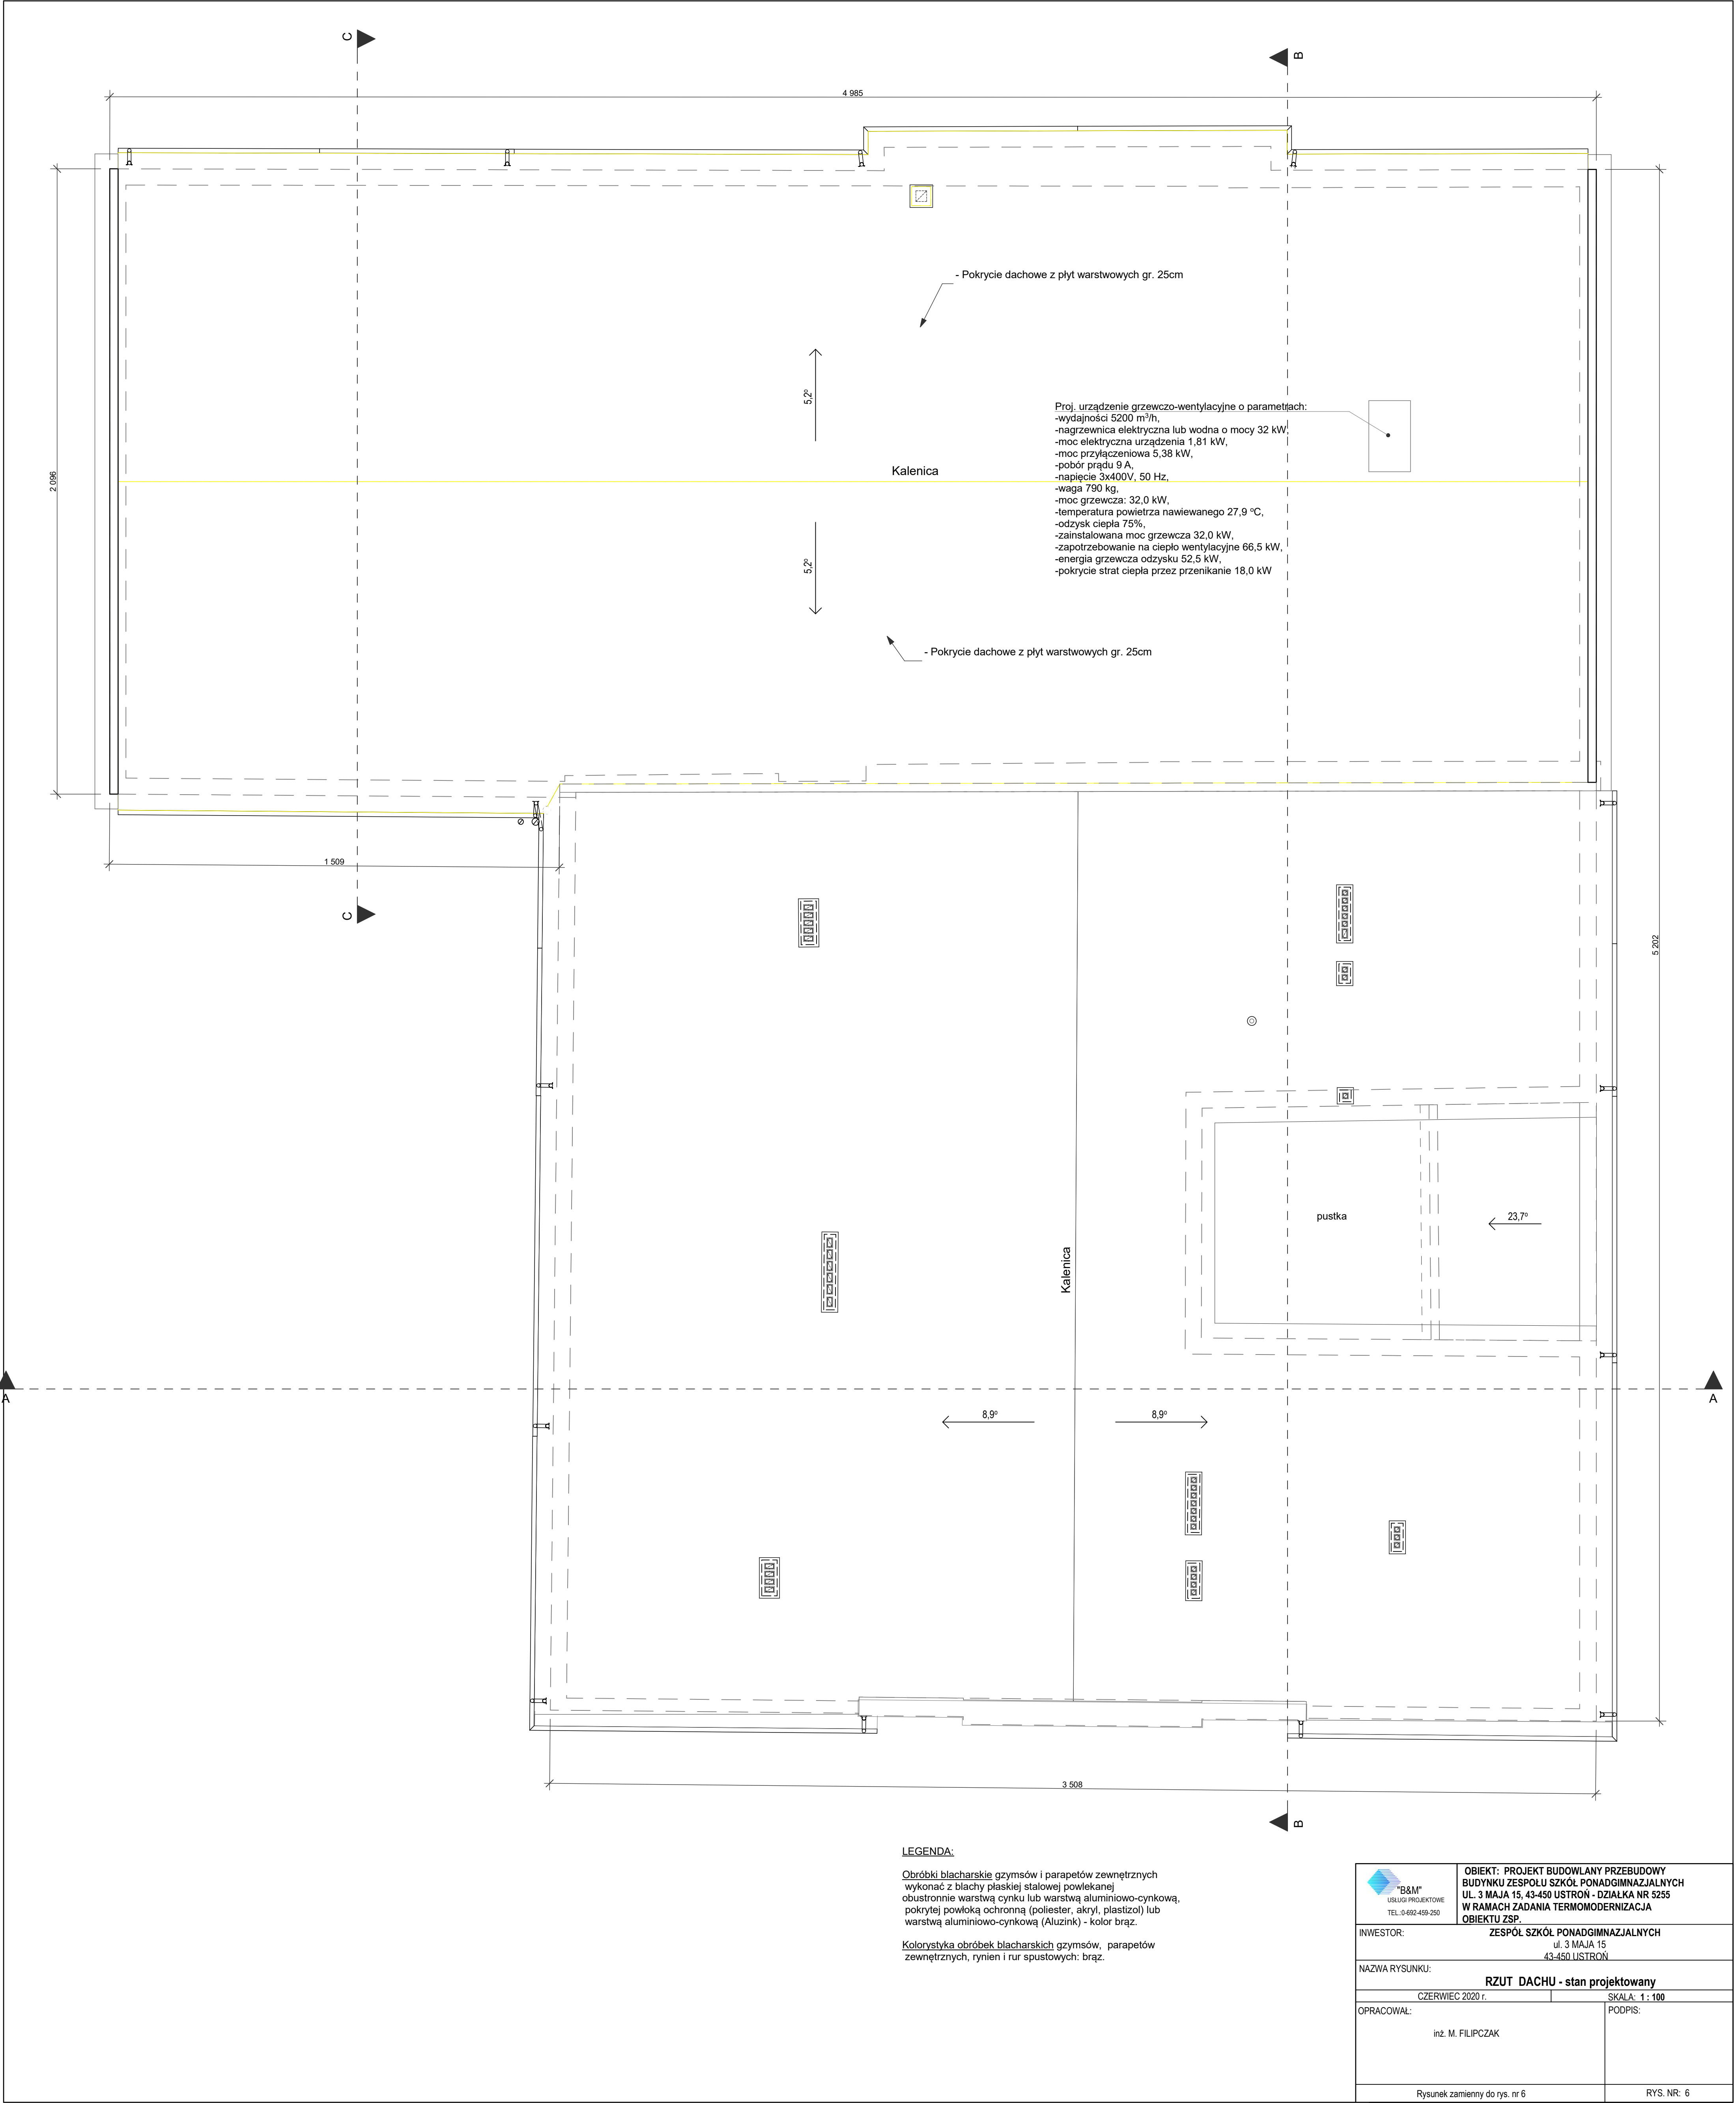 C
B
4 985
- Pokrycie dachowe z płyt warstwowych gr. 25cm
5,2º
Proj. urządzenie grzewczo-wentylacyjne o parametrach:
-wydajności 5200 m³/h,
-nagrzewnica elektryczna lub wodna o mocy 32 kW,
-moc elektryczna urządzenia 1,81 kW,
-moc przyłączeniowa 5,38 kW,
-pobór prądu 9 A,
-napięcie 3x400V, 50 Hz,
-waga 790 kg,
-moc grzewcza: 32,0 kW,
-temperatura powietrza nawiewanego 27,9 ºC,
-odzysk ciepła 75%,
-zainstalowana moc grzewcza 32,0 kW,
-zapotrzebowanie na ciepło wentylacyjne 66,5 kW,
-energia grzewcza odzysku 52,5 kW,
-pokrycie strat ciepła przez przenikanie 18,0 kW
Kalenica
2 096
5,2º
- Pokrycie dachowe z płyt warstwowych gr. 25cm
1 509
C
5 202
pustka
23,7º
Kalenica
A
A
8,9º
8,9º
3 508
B
LEGENDA:
Obróbki blacharskie gzymsów i parapetów zewnętrznych
wykonać z blachy płaskiej stalowej powlekanej
obustronnie warstwą cynku lub warstwą aluminiowo-cynkową,
pokrytej powłoką ochronną (poliester, akryl, plastizol) lub
warstwą aluminiowo-cynkową (Aluzink) - kolor brąz.
Kolorystyka obróbek blacharskich gzymsów, parapetów
zewnętrznych, rynien i rur spustowych: brąz.
"B&M"
USŁUGI PROJEKTOWE
TEL.:0-692-459-250
OBIEKT: PROJEKT BUDOWLANY PRZEBUDOWY
BUDYNKU ZESPOŁU SZKÓŁ PONADGIMNAZJALNYCH
UL. 3 MAJA 15, 43-450 USTROŃ - DZIAŁKA NR 5255
W RAMACH ZADANIA TERMOMODERNIZACJA
OBIEKTU ZSP.
INWESTOR: ZESPÓŁ SZKÓŁ PONADGIMNAZJALNYCH
ul. 3 MAJA 15
43-450 USTROŃ
NAZWA RYSUNKU:
RZUT DACHU - stan projektowany
CZERWIEC 2020 r. SKALA: 1 : 100
OPRACOWAŁ: PODPIS:
inż. M. FILIPCZAK
Rysunek zamienny do rys. nr 6 RYS. NR: 6